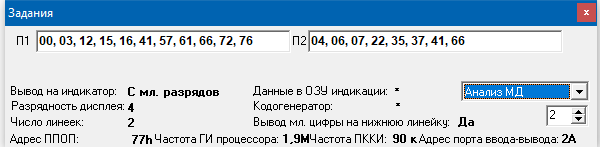 Задания
П1 00, 03, 12, 15, 16, 41, 57, 61, 66, 72, 76 П2 04, 06, 07, 22, 35, 37, 41, 66
Вывод на индикатор: С мл. разрядов Данные в ОЗУ индикации: * Анализ М.Д
Разрядность дисплея: 4 Кодогенератор: *
Число линеек: 2 Вывод мл. цифры на нижнюю линейку: Да 2
Адрес ППОП: 77h Частота ГИ процессора: 1,9М Частота ПККИ: 90 к Адрес порта ввода-вывода: 2А